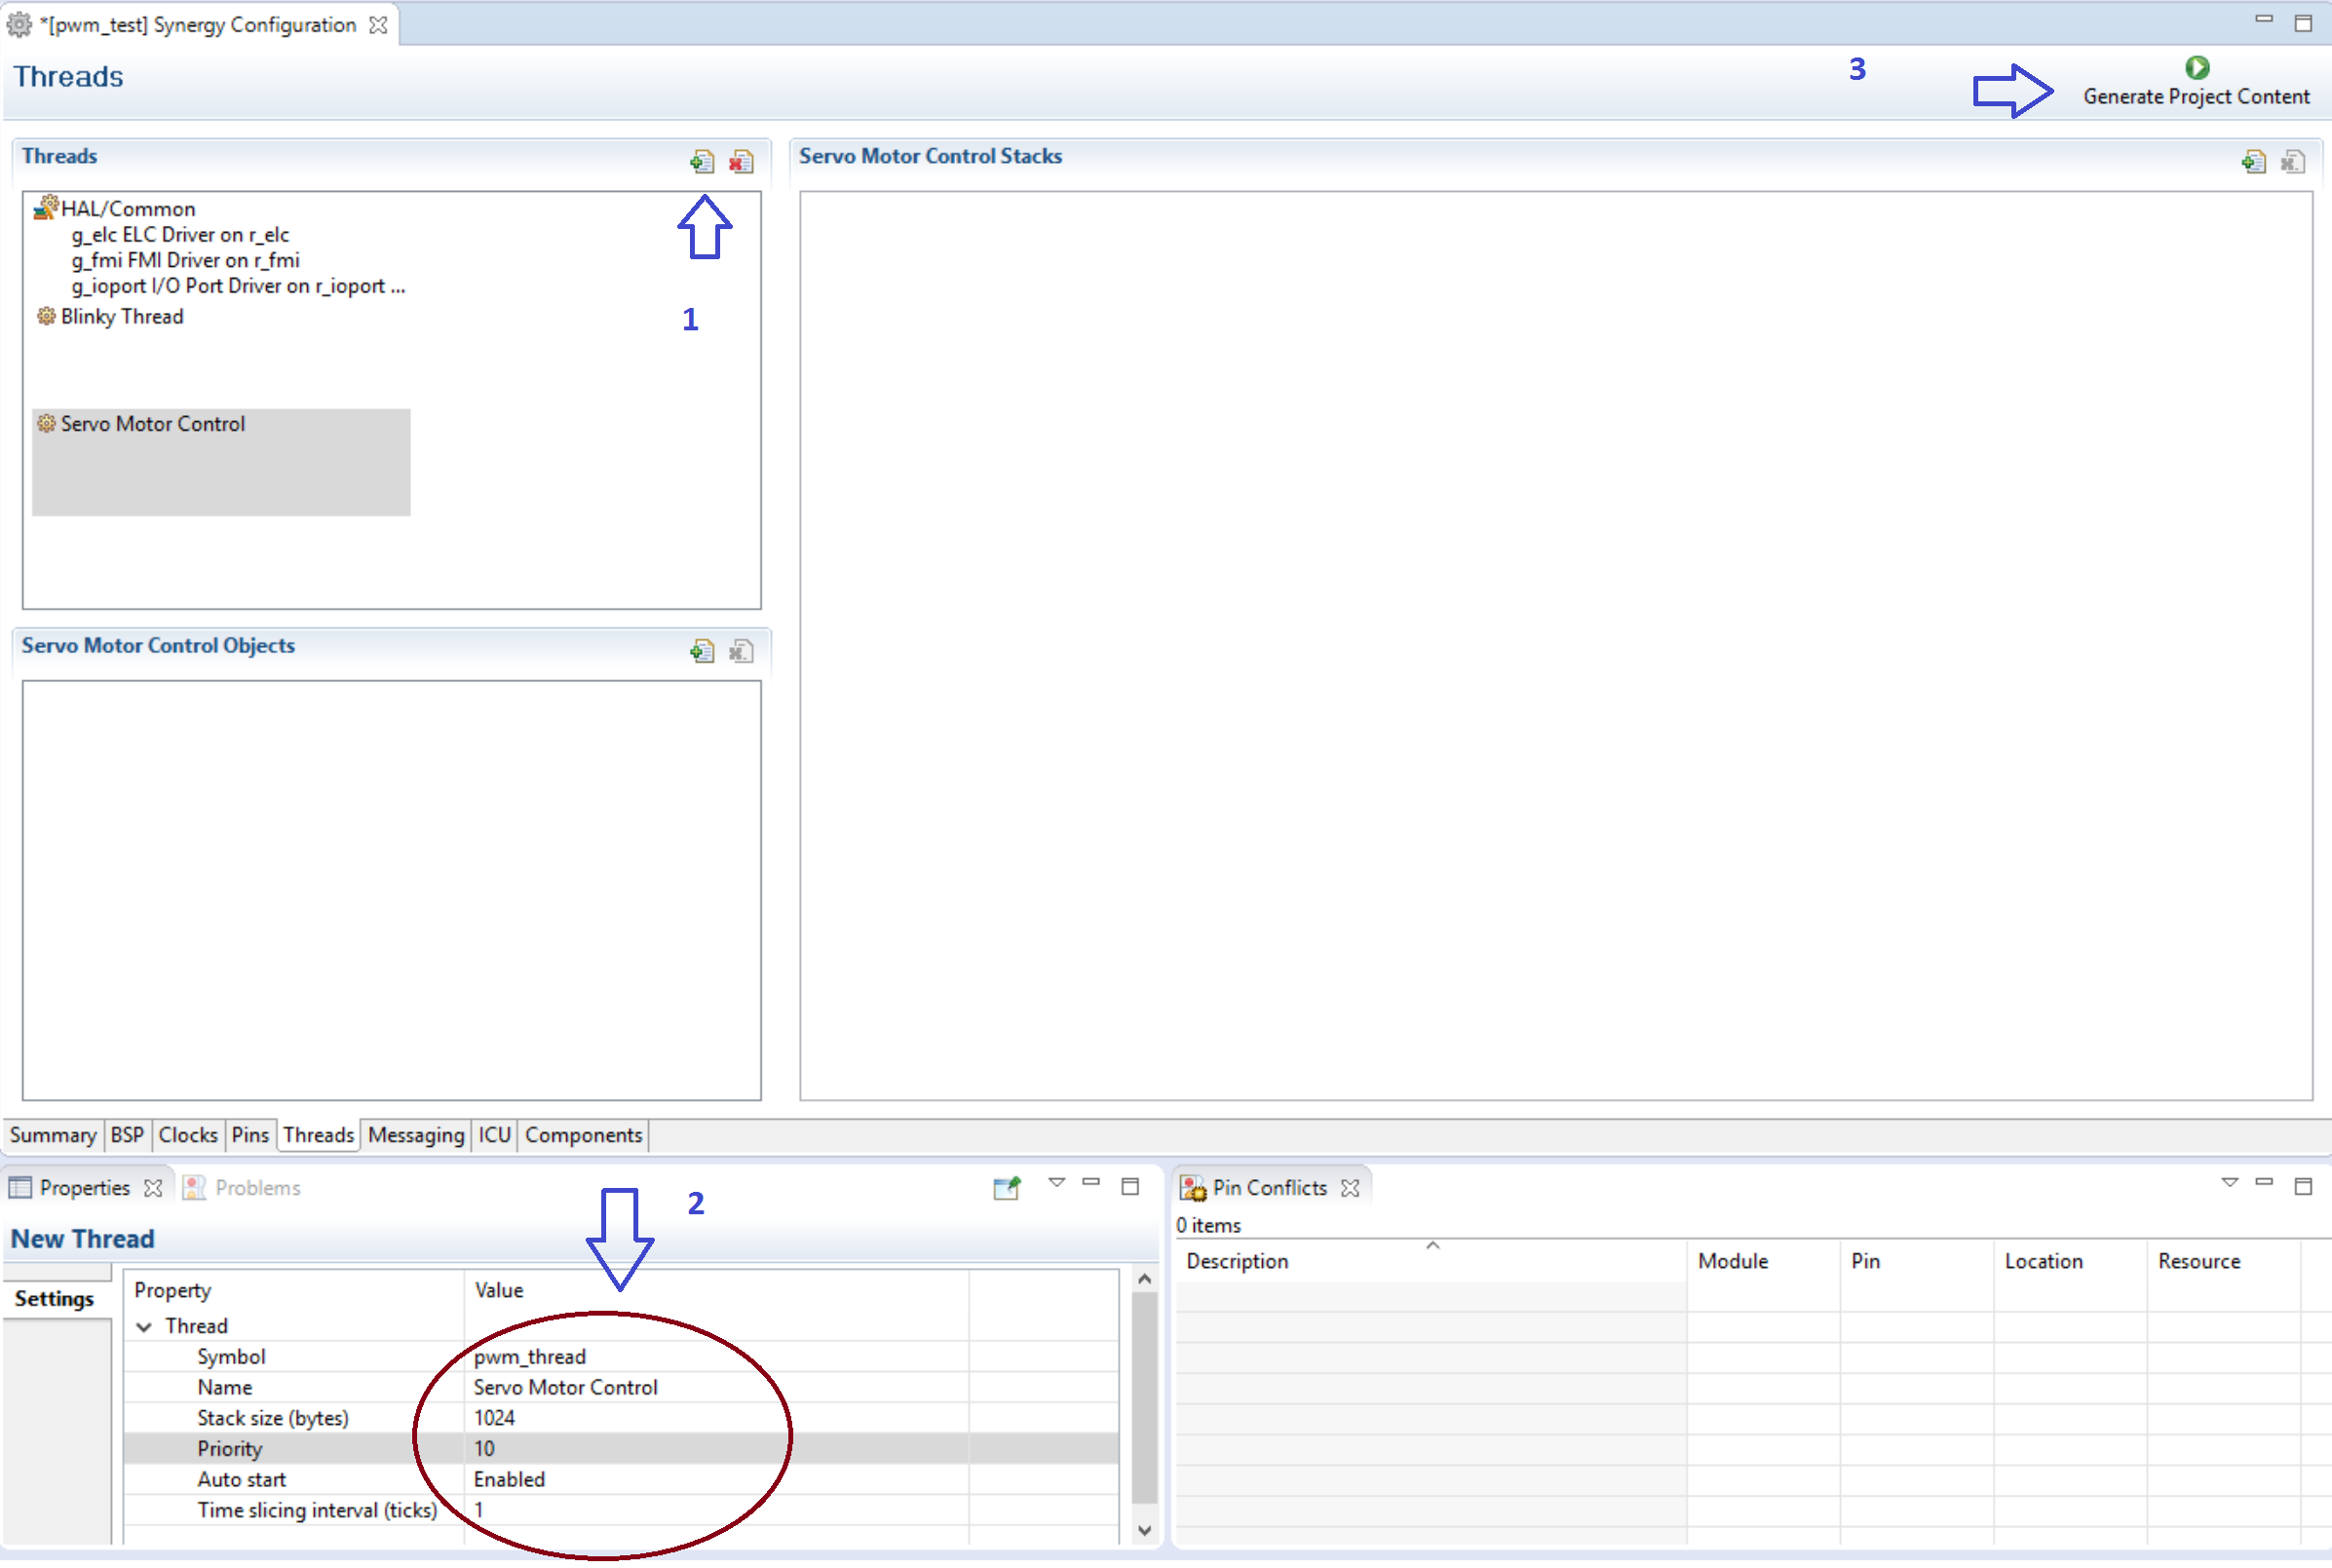 *[pwm_test] Synergy Configuration
Threads
3
Generate Project Content
Threads
HAL/Common
g_elc ELC Driver on r_elc
g_fmi FMI Driver on r_fmi
g_ioport I/O Port Driver on r_ioport ...
Blinky Thread
1
Servo Motor Control
Servo Motor Control Stacks
Servo Motor Control Objects
Summary BSP Clocks Pins Threads Messaging ICU Components
Properties Problems
2
New Thread
Settings
Property Value
Thread
Symbol pwm_thread
Name Servo Motor Control
Stack size (bytes) 1024
Priority 10
Auto start Enabled
Time slicing interval (ticks) 1
Pin Conflicts
0 items
Description Module Pin Location Resource